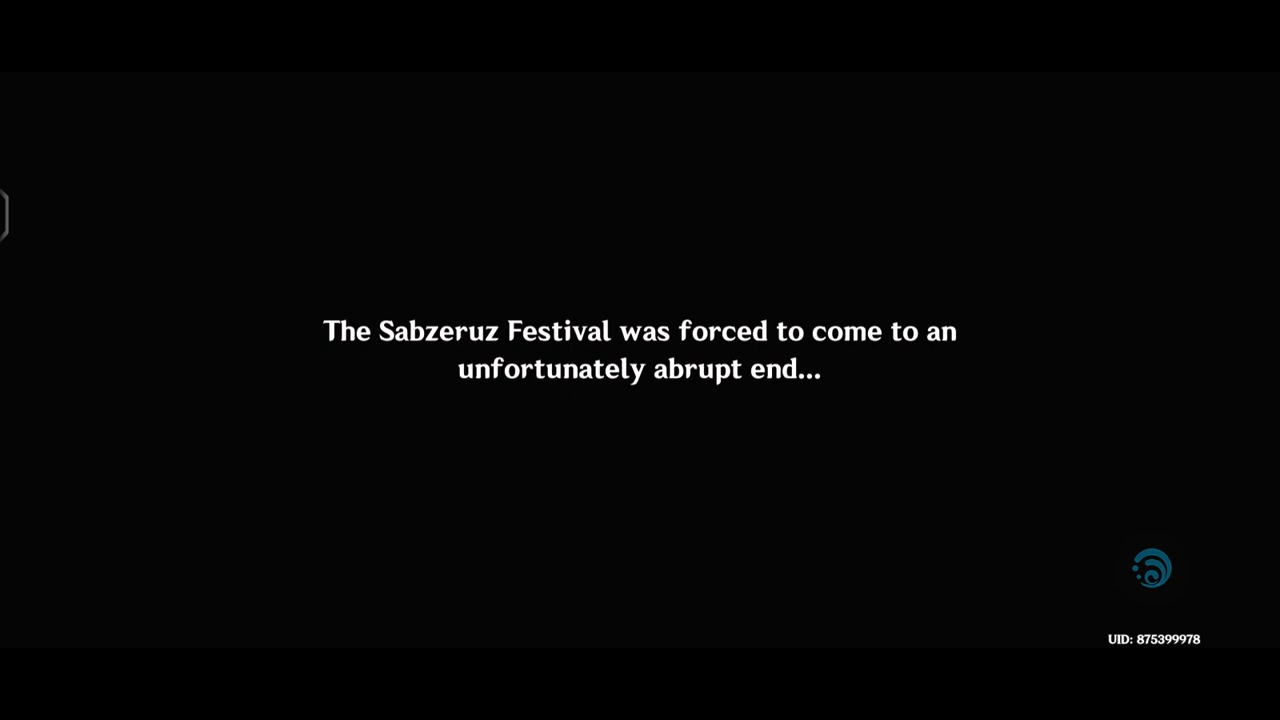 The Sabzeruz Festival was forced to come to an
unfortunately abrupt end...
UID: 875399978